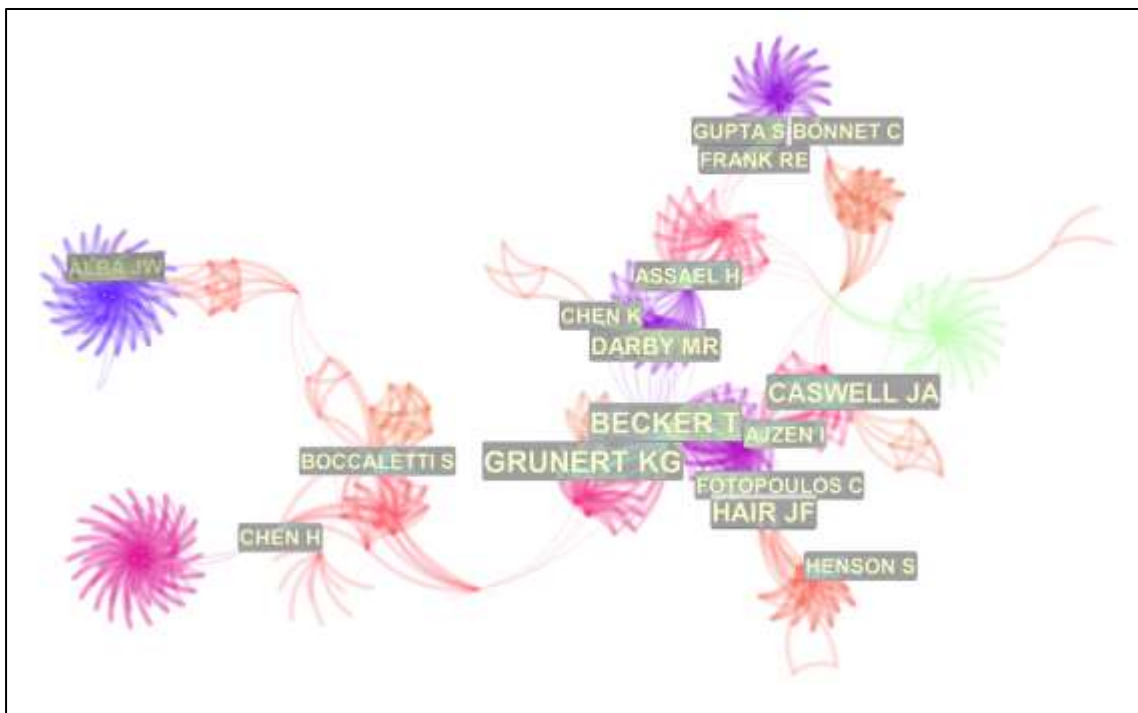 GUPTA S BONNET C
FRANK RE
ALBA JW
ASSAEL H
CHEN K
DARBY MR
CASWELL JA
BECKER T
AJZEN I
GRUNERT KG
BOCCALETTI S
FOTOPOULOS C
HAIR JF
CHEN H
HENSON S